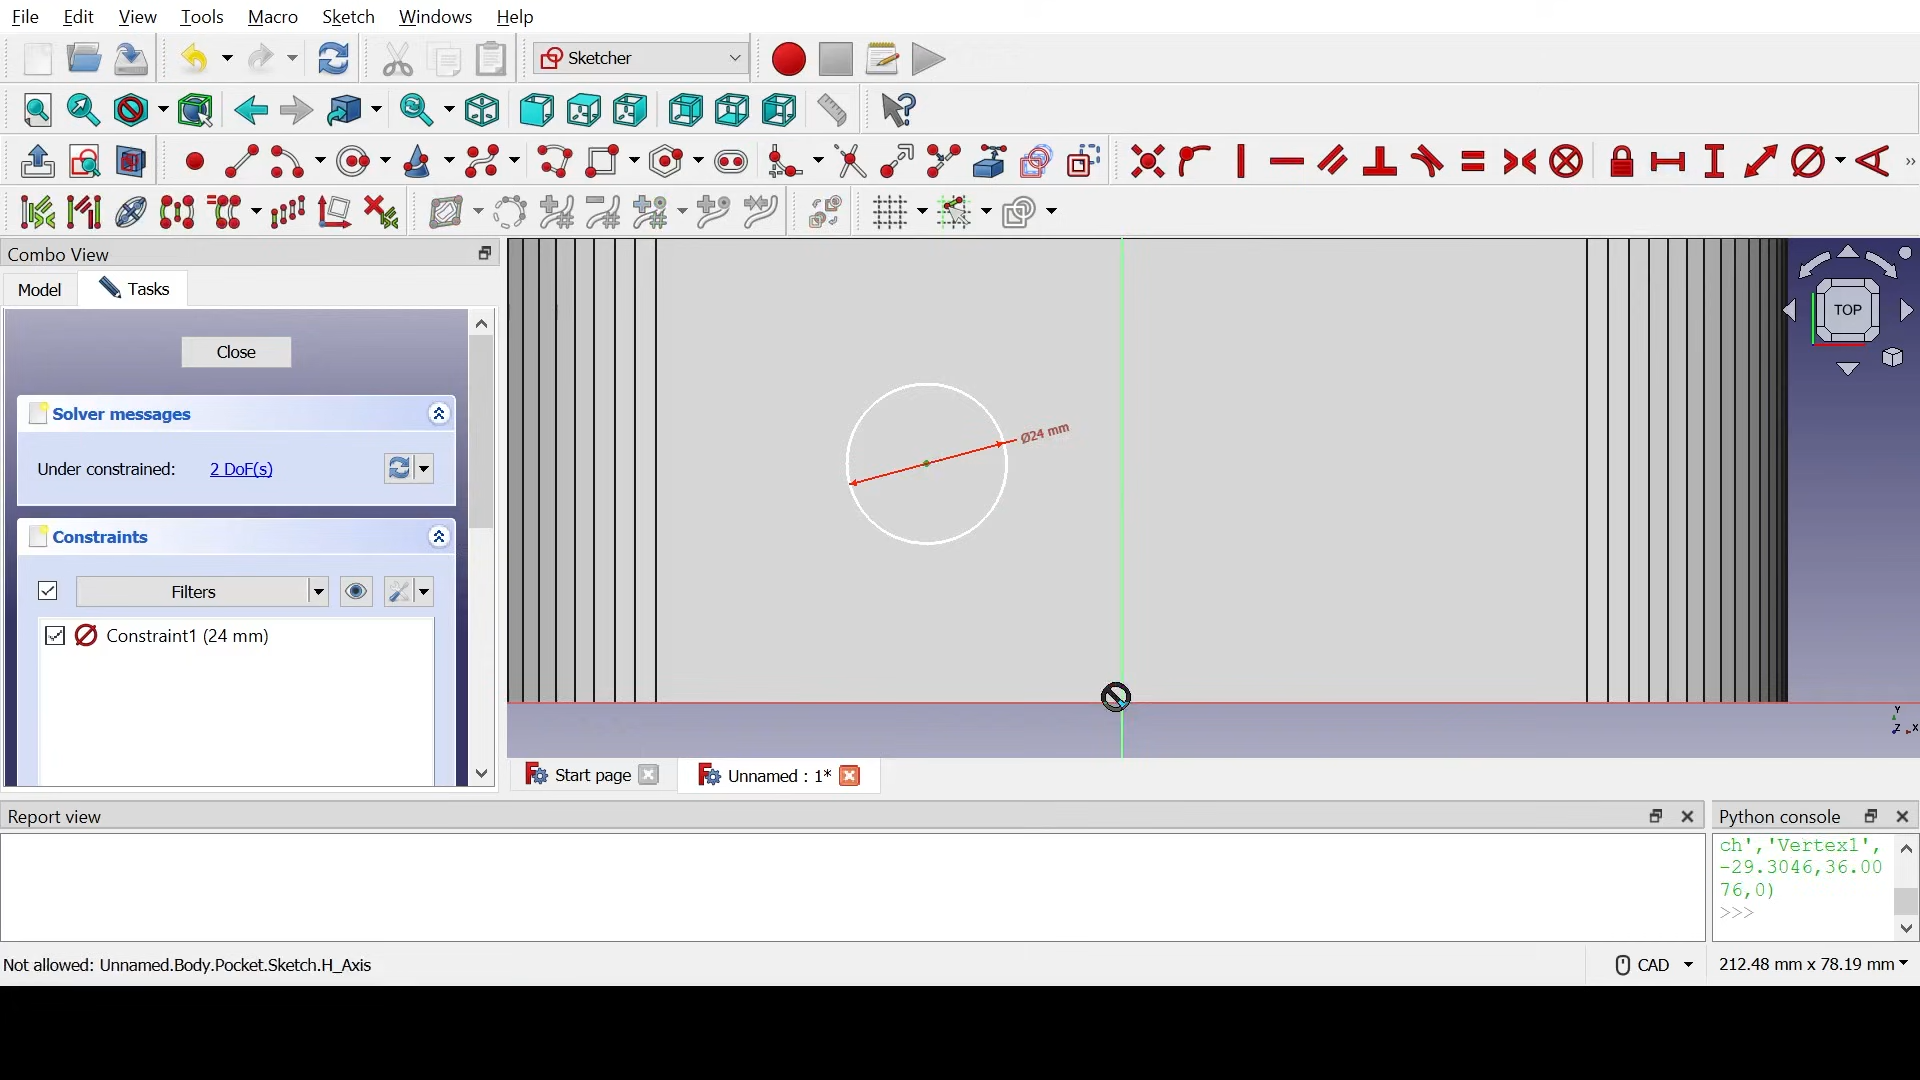 File Edit View Tools Macro Sketch Windows Help
Sketcher
»
Combo View
Model Tasks
Close
Solver messages
Under constrained: 2 DoF(s)
Constraints
Filters
Constraint1 (24 mm)
Ø24 mm
TOP
Y
Z X
Start page Unnamed : 1*
Report view
Python console
ch','Vertex1',
-29.3046,36.00
76,0)
>>>
Not allowed: Unnamed.Body.Pocket.Sketch.H_Axis
CAD 212.48 mm x 78.19 mm